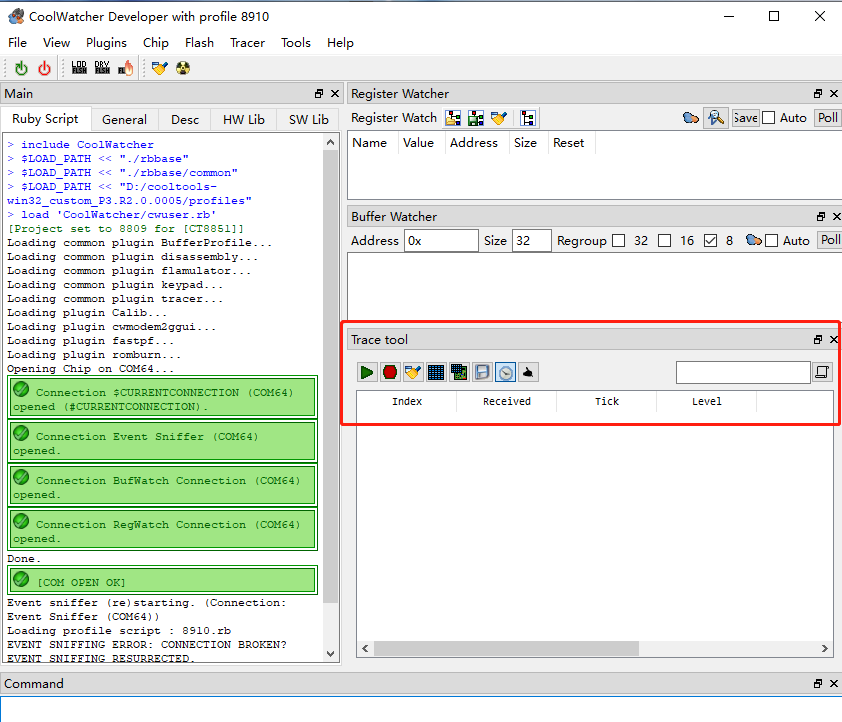 CoolWatcher Developer with profile 8910
File View Plugins Chip Flash Tracer Tools Help
LOD FLSH DRV FLSH FL
Main
Ruby Script General Desc HW Lib SW Lib
> include CoolWatcher
> $LOAD_PATH << "./rbbase"
> $LOAD_PATH << "./rbbase/common"
> $LOAD_PATH << "D:/cooltools-
win32_custom_P3.R2.0.0005/profiles"
> load 'CoolWatcher/cwuser.rb'
[Project set to 8809 for [CT8851]]
Loading common plugin BufferProfile...
Loading common plugin disassembly...
Loading common plugin flamulator...
Loading common plugin keypad...
Loading common plugin tracer...
Loading plugin Calib...
Loading plugin cwmodem2ggui...
Loading plugin fastpf...
Loading plugin romburn...
Opening Chip on COM64...
Connection $CURRENTCONNECTION (COM64)
opened (#CURRENTCONNECTION).
Connection Event Sniffer (COM64)
opened.
Connection BufWatch Connection (COM64)
opened.
Connection RegWatch Connection (COM64)
opened.
Done.
[COM OPEN OK]
Event sniffer (re)starting. (Connection:
Event Sniffer (COM64))
Loading profile script : 8910.rb
EVENT SNIFFING ERROR: CONNECTION BROKEN?
EVENT SNIFFING RESURRECTED.
Register Watcher
Register Watch Save Auto Poll
Name Value Address Size Reset
Buffer Watcher
Address 0x Size 32 Regroup 32 16 8 Auto Poll
Trace tool
Index Received Tick Level
Command